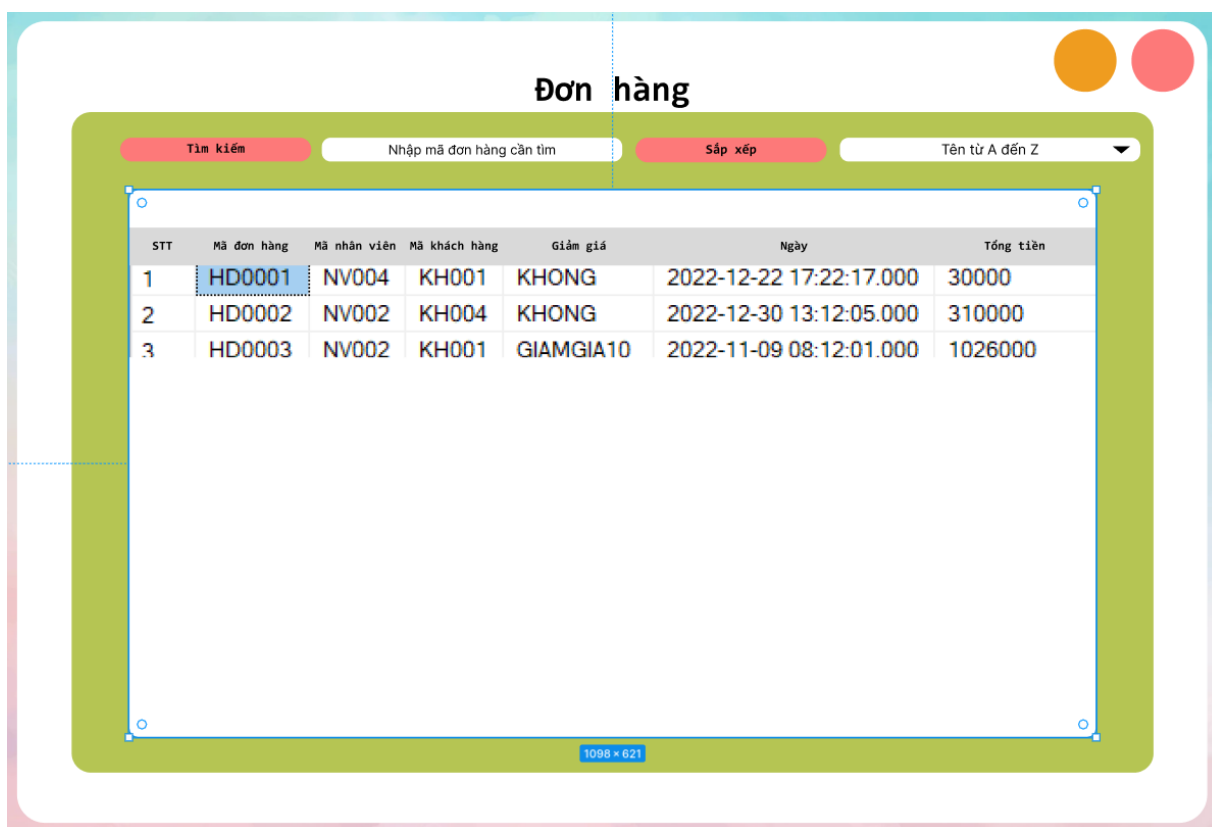 Đơn hàng
Tìm kiếm Nhập mã đơn hàng cần tìm Sắp xếp Tên từ A đến Z
STT Mã đơn hàng Mã nhân viên Mã khách hàng Giảm giá Ngày Tổng tiền
1 HD0001 NV004 KH001 KHONG 2022-12-22 17:22:17.000 30000
2 HD0002 NV002 KH004 KHONG 2022-12-30 13:12:05.000 310000
3 HD0003 NV002 KH001 GIAMGIA10 2022-11-09 08:12:01.000 1026000
1098 × 621